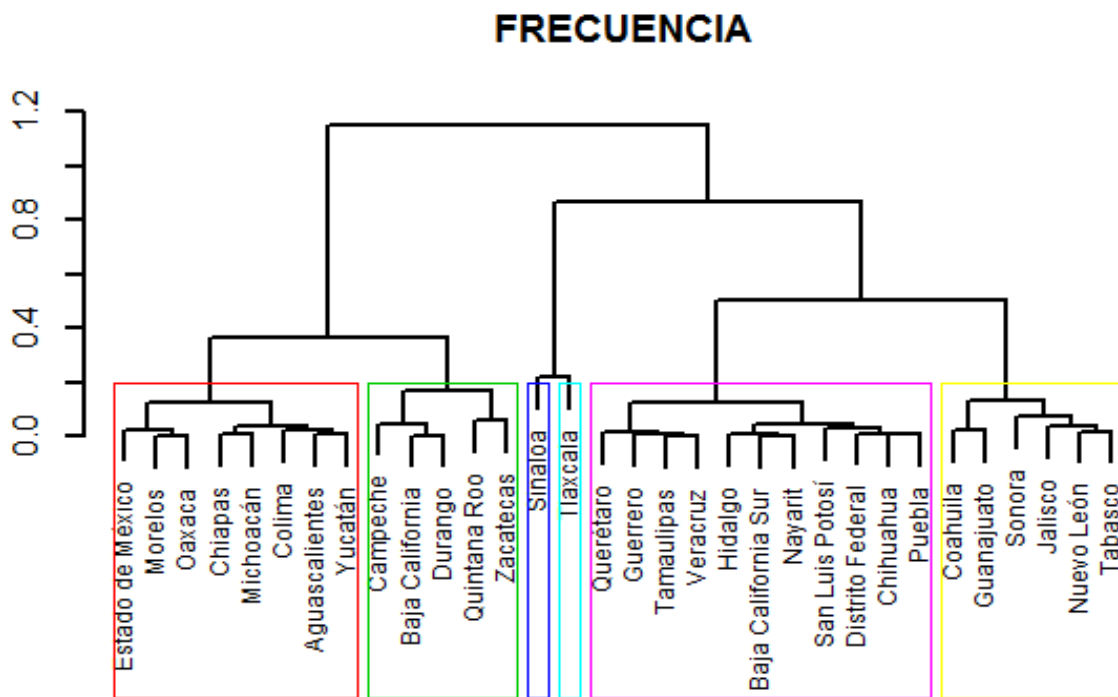 FRECUENCIA
1.2
0.8
0.4
0.0
Estado de México
Morelos
Oaxaca
Chiapas
Michoacán
Colima
Aguascalientes
Yucatán
Campeche
Baja California
Durango
Quintana Roo
Zacatecas
Sinaloa
Tlaxcala
Querétaro
Guerrero
Tamaulipas
Veracruz
Hidalgo
Baja California Sur
Nayarit
San Luis Potosí
Distrito Federal
Chihuahua
Puebla
Coahuila
Guanajuato
Sonora
Jalisco
Nuevo León
Tabasco